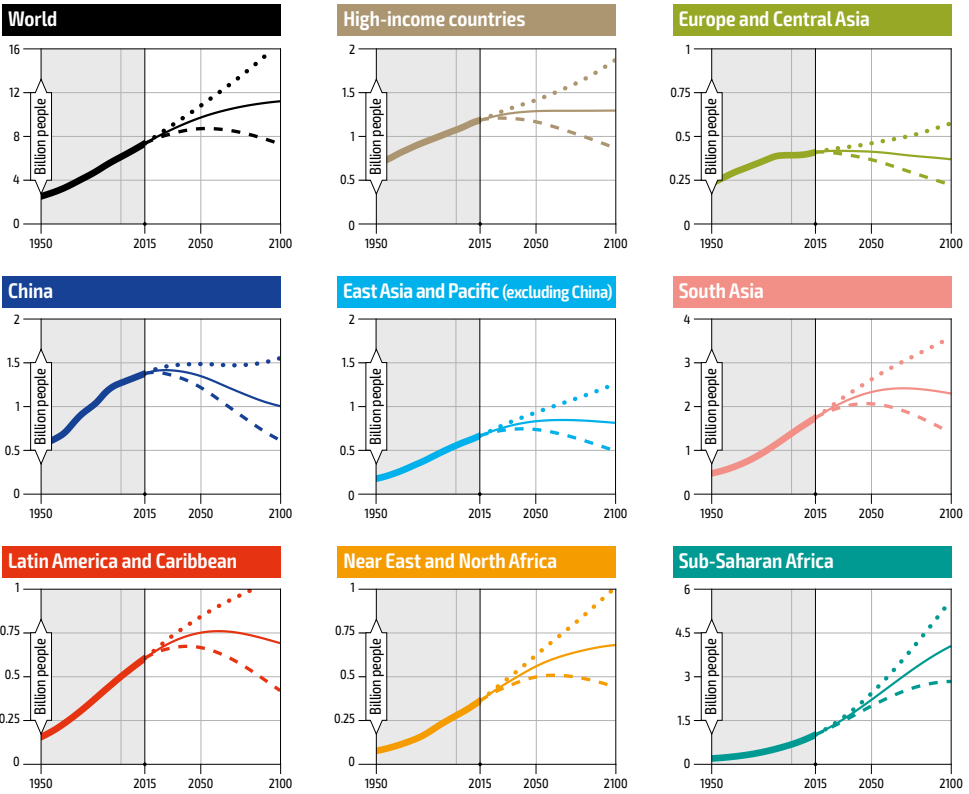 World
16
12
8
4
0
Billion people
1950 2015 2050 2100
High-income countries
2
1.5
1
0.5
0
Billion people
1950 2015 2050 2100
Europe and Central Asia
1
0.75
0.5
0.25
0
Billion people
1950 2015 2050 2100
China
2
1.5
1
0.5
0
Billion people
1950 2015 2050 2100
East Asia and Pacific (excluding China)
2
1.5
1
0.5
0
Billion people
1950 2015 2050 2100
South Asia
4
3
2
1
0
Billion people
1950 2015 2050 2100
Latin America and Caribbean
1
0.75
0.5
0.25
0
Billion people
1950 2015 2050 2100
Near East and North Africa
1
0.75
0.5
0.25
0
Billion people
1950 2015 2050 2100
Sub-Saharan Africa
6
4.5
3
1.5
0
Billion people
1950 2015 2050 2100